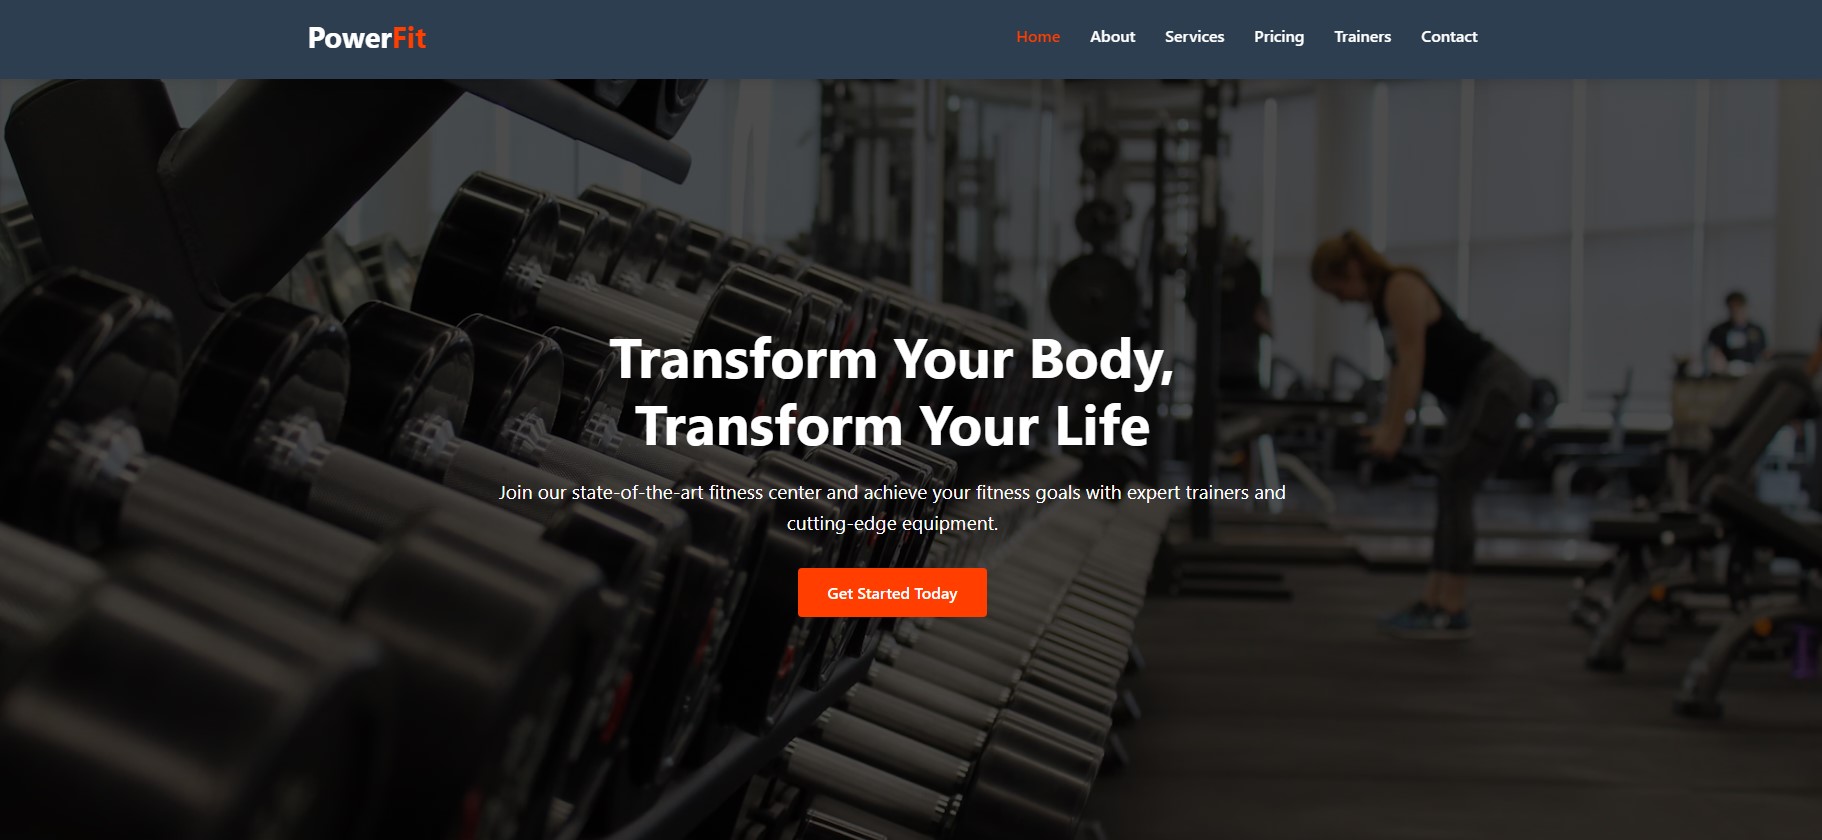 PowerFit
Home About Services Pricing Trainers Contact
Transform Your Body,
Transform Your Life
Join our state-of-the-art fitness center and achieve your fitness goals with expert trainers and
cutting-edge equipment.
Get Started Today